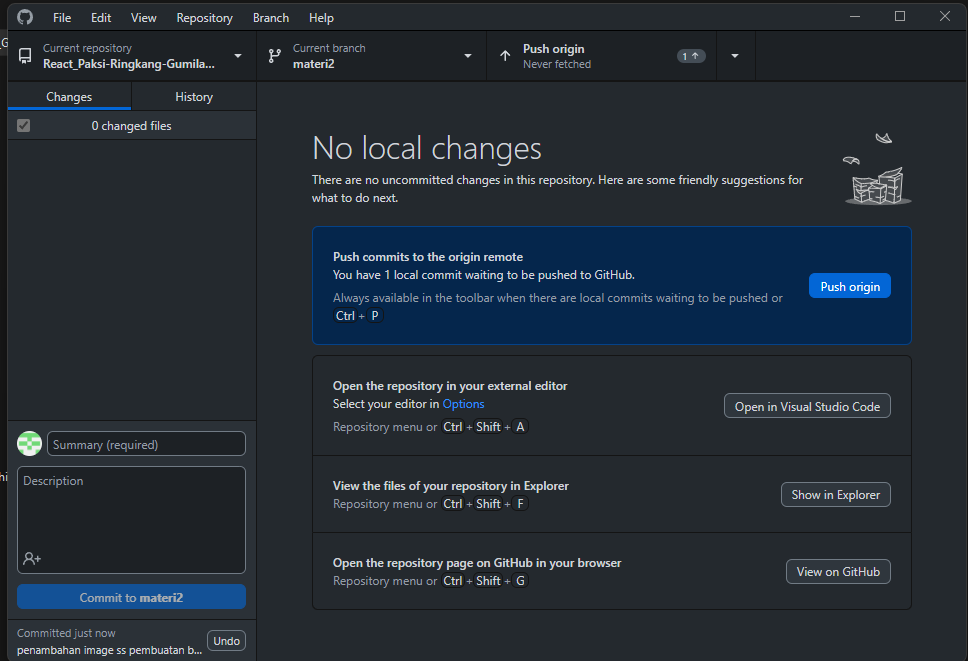 File Edit View Repository Branch Help
Current repository
React_Paksi-Ringkang-Gumila...
Current branch
materi2
Push origin
Never fetched
1
Changes
History
0 changed files
No local changes
There are no uncommitted changes in this repository. Here are some friendly suggestions for
what to do next.
Push commits to the origin remote
You have 1 local commit waiting to be pushed to GitHub.
Always available in the toolbar when there are local commits waiting to be pushed or
Ctrl + P
Push origin
Open the repository in your external editor
Select your editor in Options
Repository menu or Ctrl + Shift + A
Open in Visual Studio Code
View the files of your repository in Explorer
Repository menu or Ctrl + Shift + F
Show in Explorer
Open the repository page on GitHub in your browser
Repository menu or Ctrl + Shift + G
View on GitHub
Summary (required)
Description
Commit to materi2
Committed just now
penambahan image ss pembuatan b...
Undo